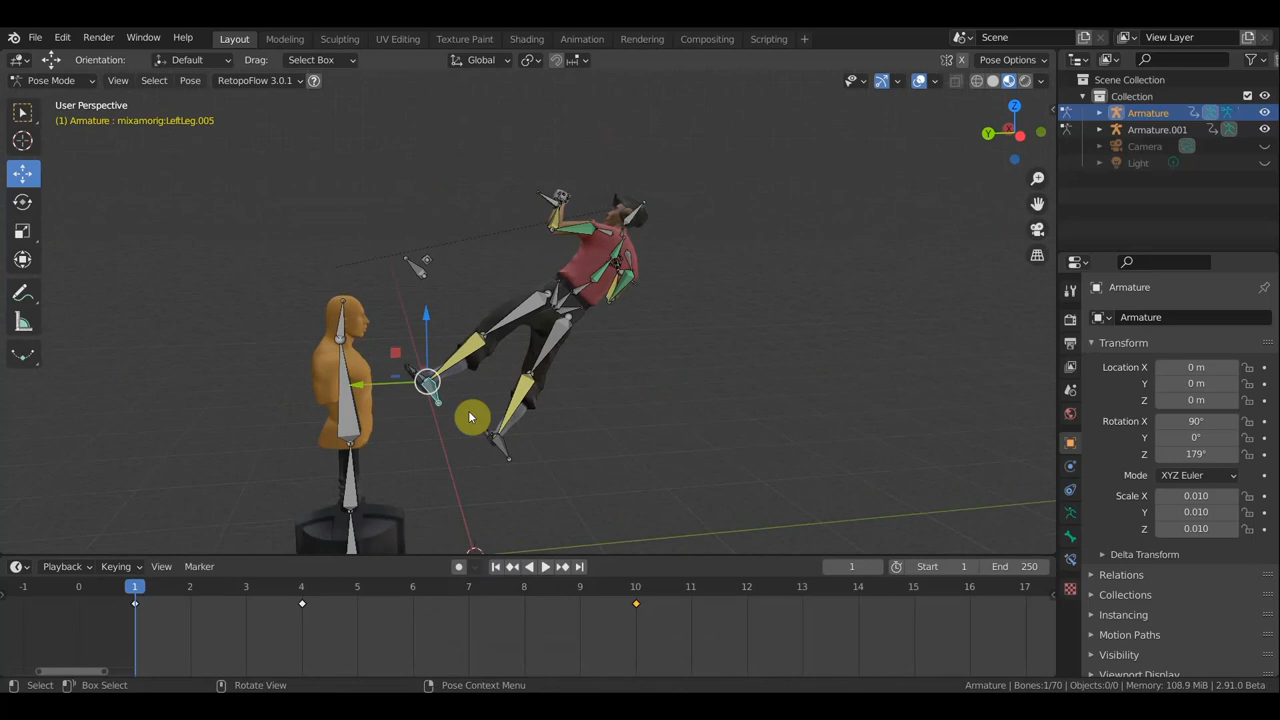 File Edit Render Window Help Layout Modeling Sculpting UV Editing Texture Paint Shading Animation Rendering Compositing Scripting + Scene View Layer
Orientation: Default Drag: Select Box Global Pose Options
Pose Mode View Select Pose RetopoFlow 3.0.1
User Perspective
(1) Armature : mixamorig:LeftLeg.005
Z
Y
Scene Collection
Collection
Armature
Armature.001
Camera
Light
Armature
Armature
Transform
Location X 0 m
Y 0 m
Z 0 m
Rotation X 90°
Y 0°
Z 179°
Mode XYZ Euler
Scale X 0.010
Y 0.010
Z 0.010
Delta Transform
Relations
Collections
Instancing
Motion Paths
Visibility
Viewport Display
Playback Keying View Marker 1 Start 1 End 250
-1 0 1 2 3 4 5 6 7 8 9 10 11 12 13 14 15 16 17
Select Box Select Rotate View Pose Context Menu Armature | Bones:1/70 | Objects:0/0 | Memory: 108.9 MiB | 2.91.0 Beta